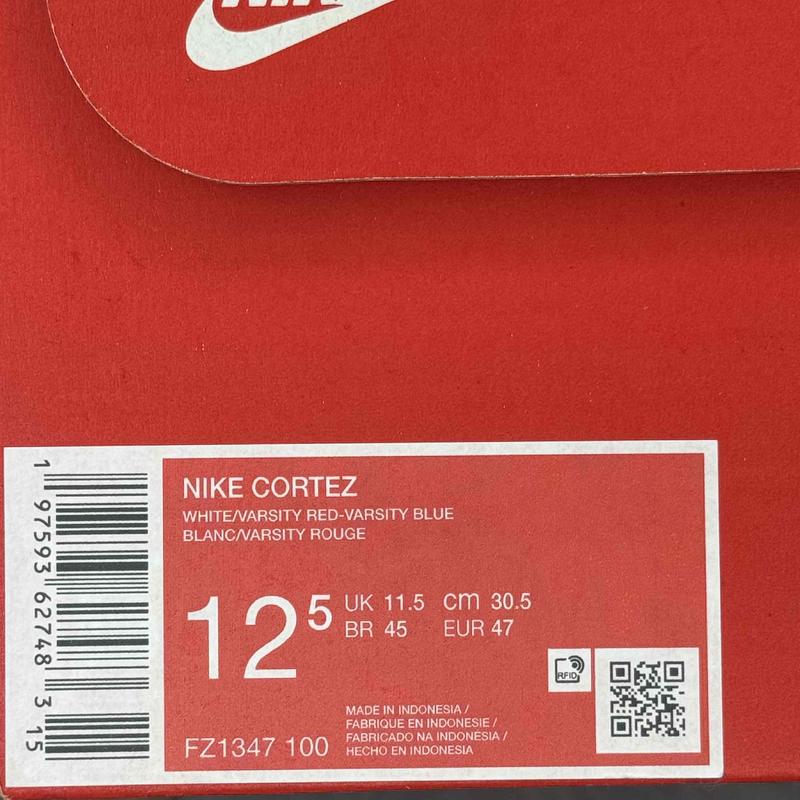 NIKE CORTEZ
WHITE/VARSITY RED-VARSITY BLUE
BLANC/VARSITY ROUGE
12⁵
UK 11.5 cm 30.5
BR 45 EUR 47
RFID
FZ1347 100
MADE IN INDONESIA /
FABRIQUE EN INDONESIE /
FABRICADO NA INDONÉSIA /
HECHO EN INDONESIA
1 97593 62748 3 15